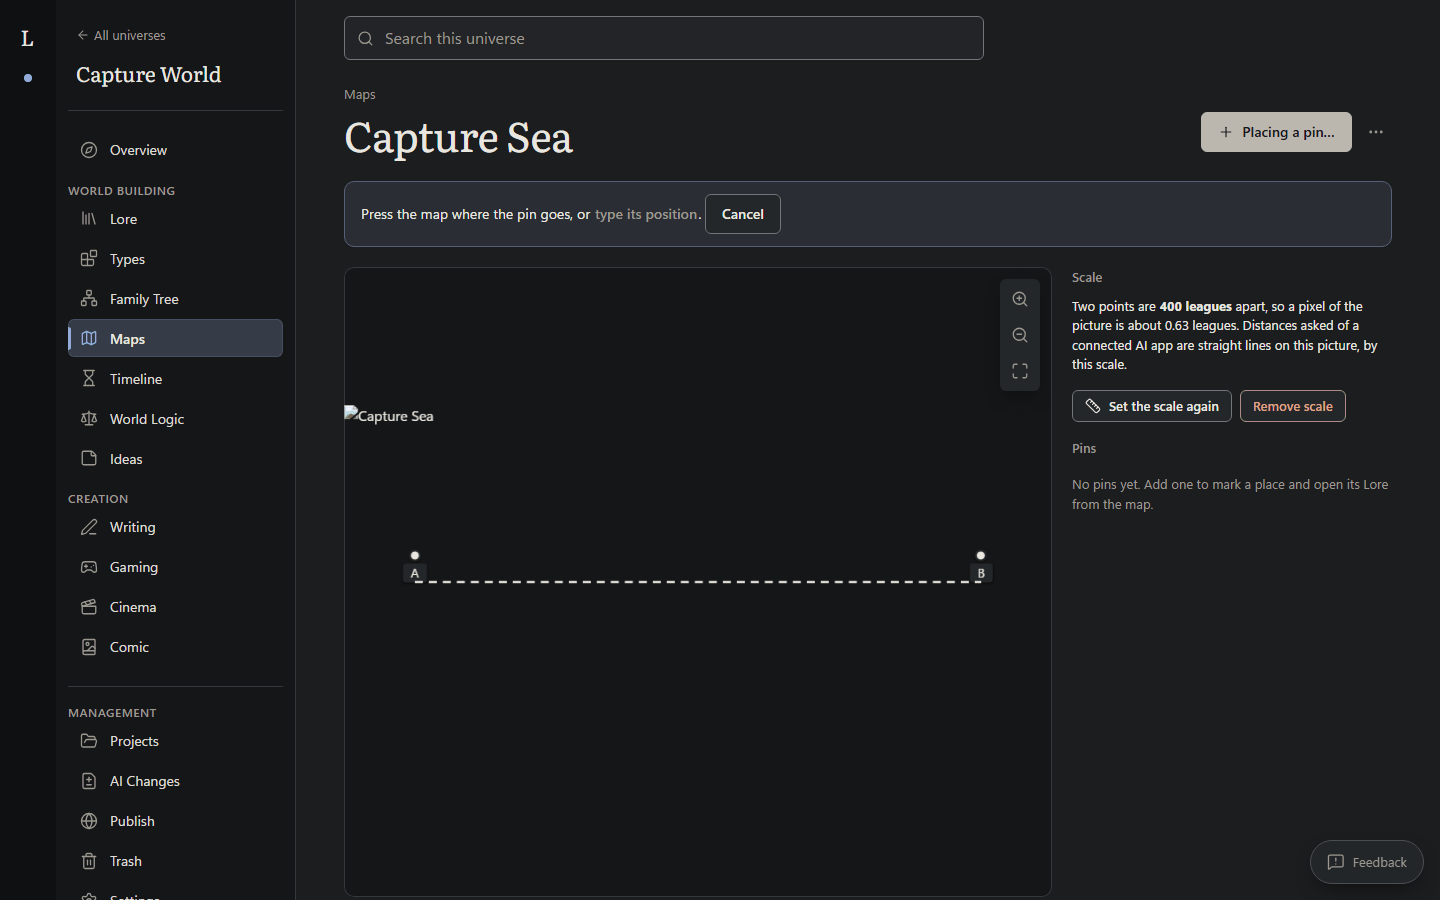 L
All universes
Capture World
Overview
WORLD BUILDING
Lore
Types
Family Tree
Maps
Timeline
World Logic
Ideas
CREATION
Writing
Gaming
Cinema
Comic
MANAGEMENT
Projects
AI Changes
Publish
Trash
Settings
Search this universe
Maps
Capture Sea
Placing a pin...
Press the map where the pin goes, or type its position. Cancel
Capture Sea
A
B
Scale
Two points are 400 leagues apart, so a pixel of the
picture is about 0.63 leagues. Distances asked of a
connected AI app are straight lines on this picture, by
this scale.
Set the scale again
Remove scale
Pins
No pins yet. Add one to mark a place and open its Lore
from the map.
Feedback